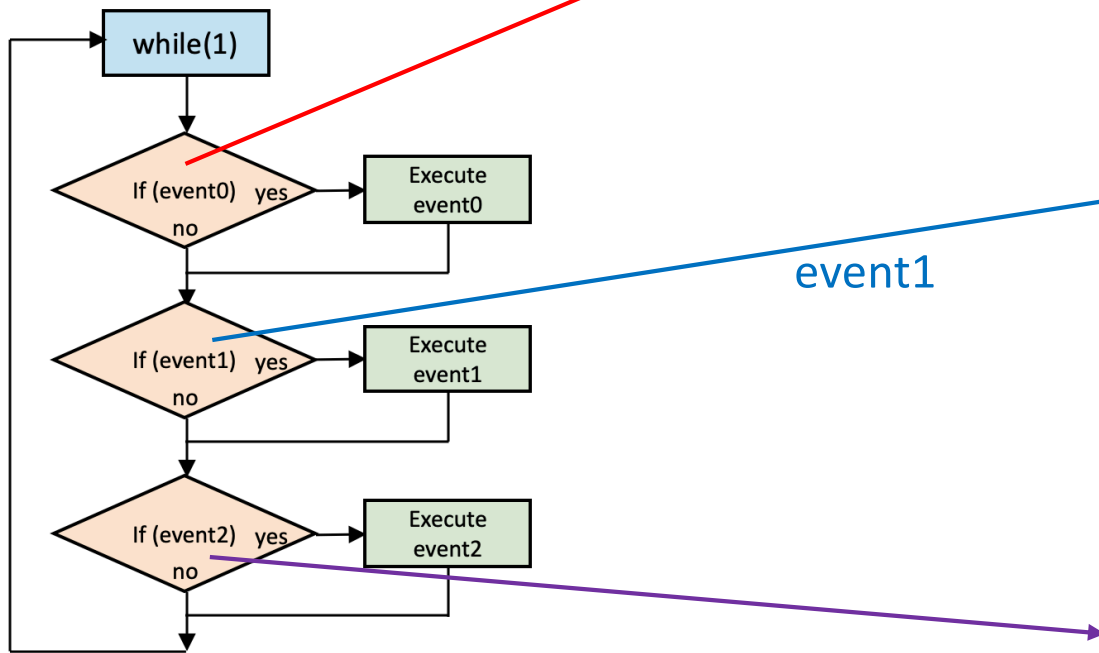 while(1)
If (event0) yes
no
Execute
event0
event1
If (event1) yes
no
Execute
event1
If (event2) yes
no
Execute
event2